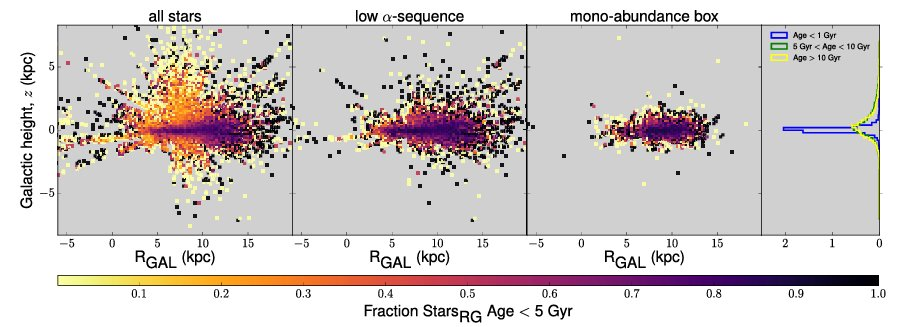 all stars
low α-sequence
mono-abundance box
Galactic height, z (kpc)
5
0
−5
−5 0 5 10 15
−5 0 5 10 15
−5 0 5 10 15
2 1 0
R_GAL (kpc)
R_GAL (kpc)
R_GAL (kpc)
Age < 1 Gyr
5 Gyr < Age < 10 Gyr
Age > 10 Gyr
0.1 0.2 0.3 0.4 0.5 0.6 0.7 0.8 0.9 1.0
Fraction Stars_RG Age < 5 Gyr